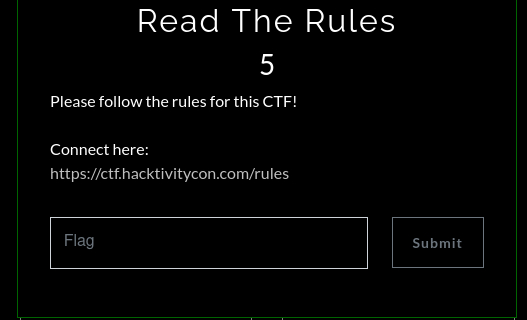 Read The Rules
5
Please follow the rules for this CTF!
Connect here:
https://ctf.hacktivitycon.com/rules
Flag
Submit